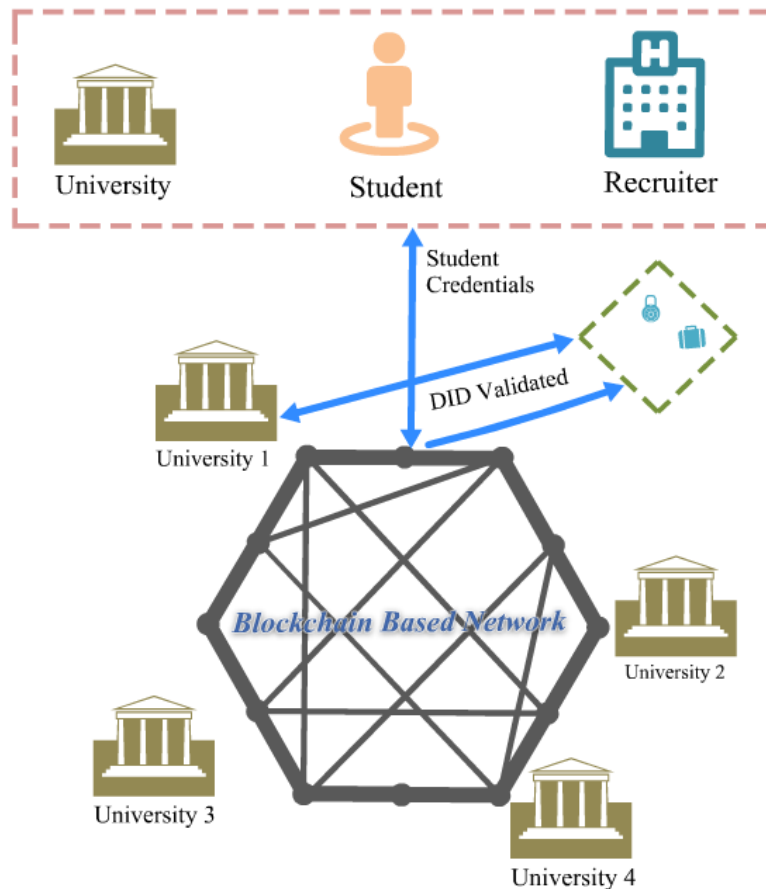 University
Student
Recruiter
Student
Credentials
DID Validated
University 1
Blockchain Based Network
University 2
University 3
University 4